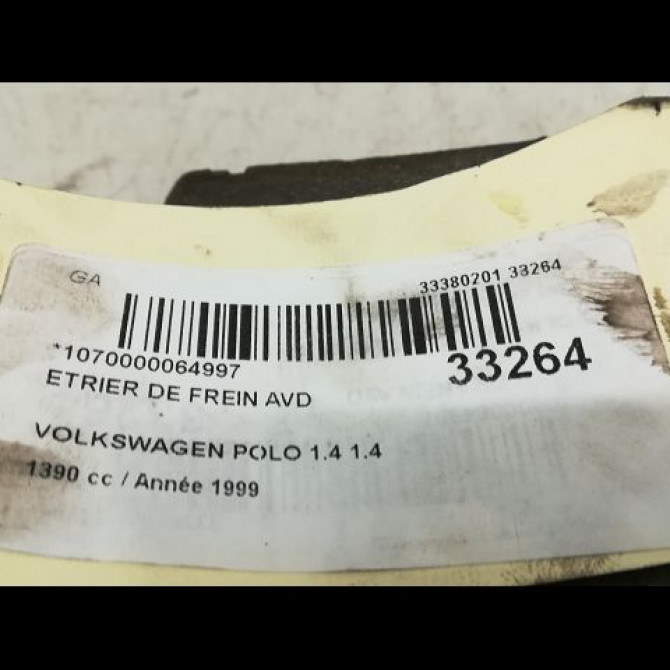 GA
33380201 33264
*1070000064997
33264
ETRIER DE FREIN AVD
VOLKSWAGEN POLO 1.4 1.4
1390 cc / Année 1999